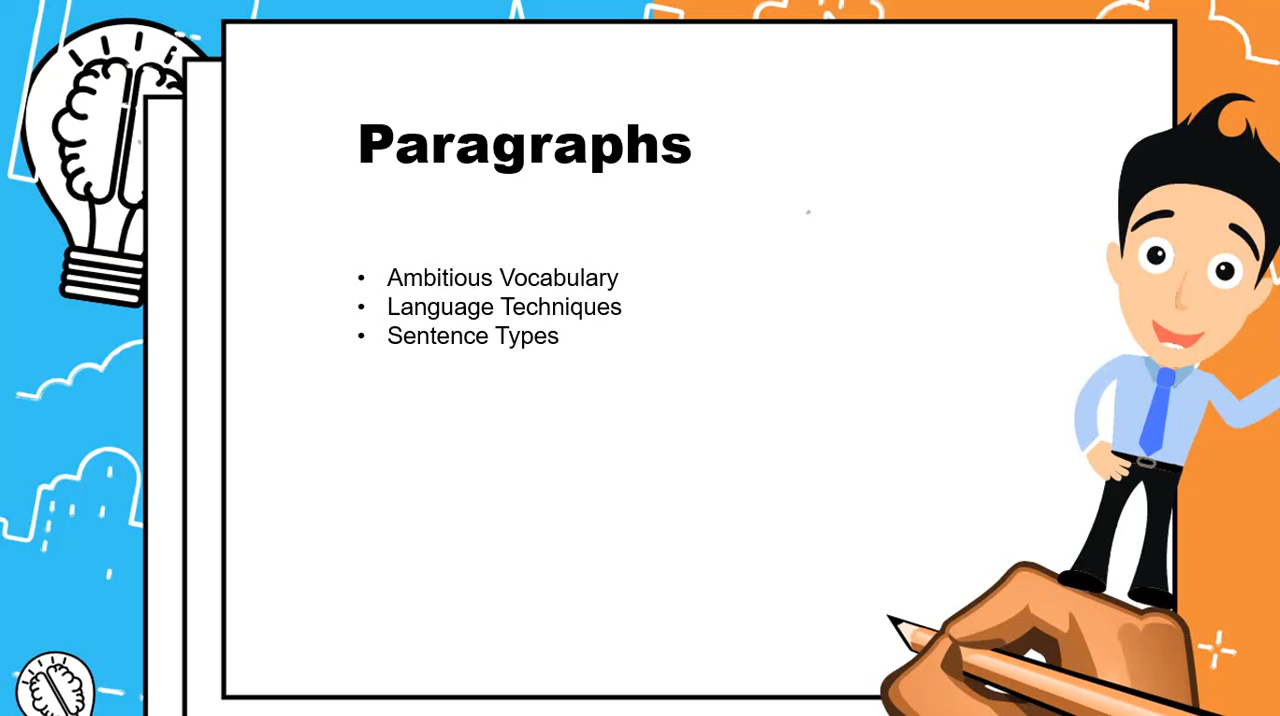 Paragraphs
• Ambitious Vocabulary
• Language Techniques
• Sentence Types